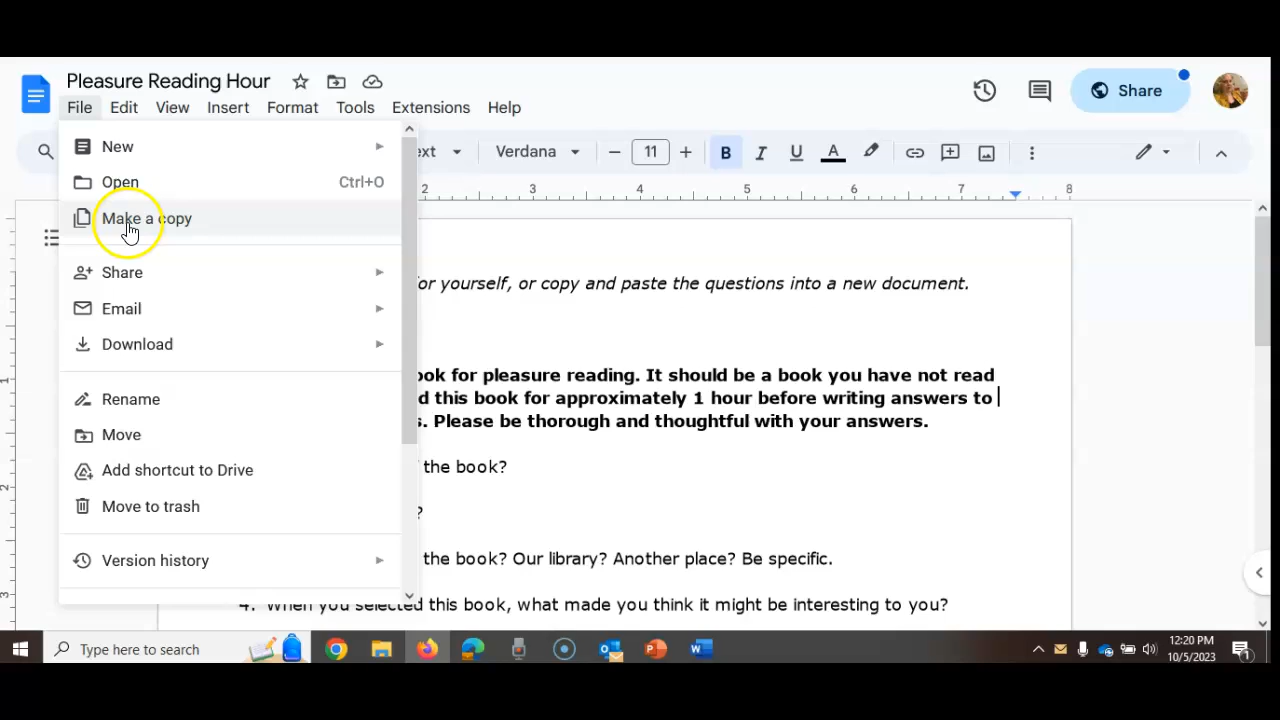 Pleasure Reading Hour
File Edit View Insert Format Tools Extensions Help
Share
New
Open Ctrl+O
Make a copy
Share
Email
Download
Rename
Move
Add shortcut to Drive
Move to trash
Version history
Verdana 11 B I U A
2 3 4 5 6 7 8
for yourself, or copy and paste the questions into a new document.
1
book for pleasure reading. It should be a book you have not read
this book for approximately 1 hour before writing answers to
Please be thorough and thoughtful with your answers.
2
the book?
?
the book? Our library? Another place? Be specific.
3
4. When you selected this book, what made you think it might be interesting to you?
Type here to search
12:20 PM
10/5/2023
1